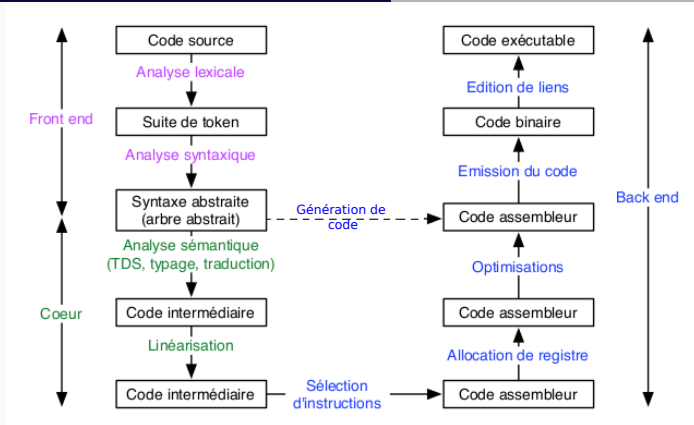 Code source
Analyse lexicale
Front end
Suite de token
Analyse syntaxique
Syntaxe abstraite
(arbre abstrait)
Analyse sémantique
(TDS, typage, traduction)
Coeur
Code intermédiaire
Linéarisation
Code intermédiaire
Génération de
code
Sélection
d'instructions
Code exécutable
Edition de liens
Code binaire
Emission du code
Back end
Code assembleur
Optimisations
Code assembleur
Allocation de registre
Code assembleur